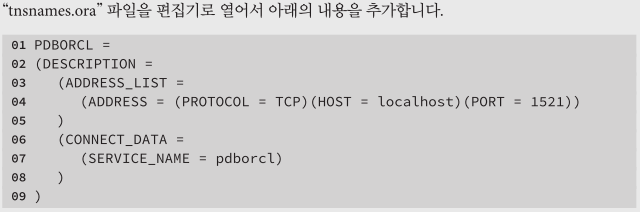 “tnsnames.ora” 파일을 편집기로 열어서 아래의 내용을 추가합니다.
01 PDBORCL =
02 (DESCRIPTION =
03 (ADDRESS_LIST =
04 (ADDRESS = (PROTOCOL = TCP)(HOST = localhost)(PORT = 1521))
05 )
06 (CONNECT_DATA =
07 (SERVICE_NAME = pdborcl)
08 )
09 )